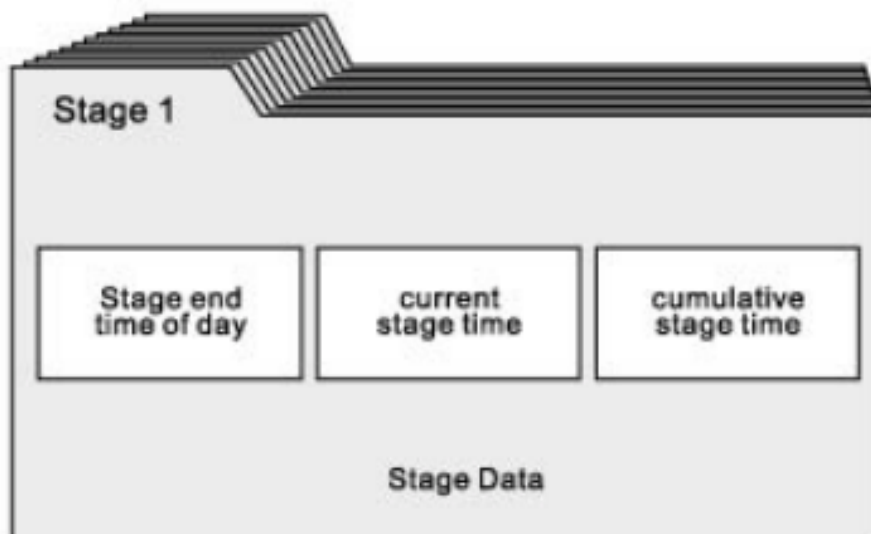 Stage 1
Stage end
time of day
current
stage time
cumulative
stage time
Stage Data